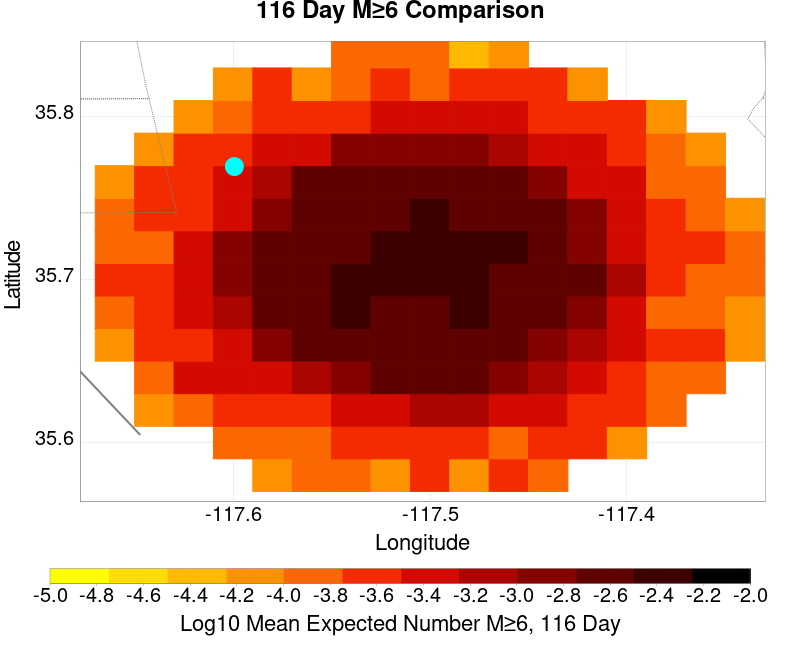 116 Day M≥6 Comparison
35.8
35.7
35.6
Latitude
-117.6 -117.5 -117.4
Longitude
-5.0 -4.8 -4.6 -4.4 -4.2 -4.0 -3.8 -3.6 -3.4 -3.2 -3.0 -2.8 -2.6 -2.4 -2.2 -2.0
Log10 Mean Expected Number M≥6, 116 Day